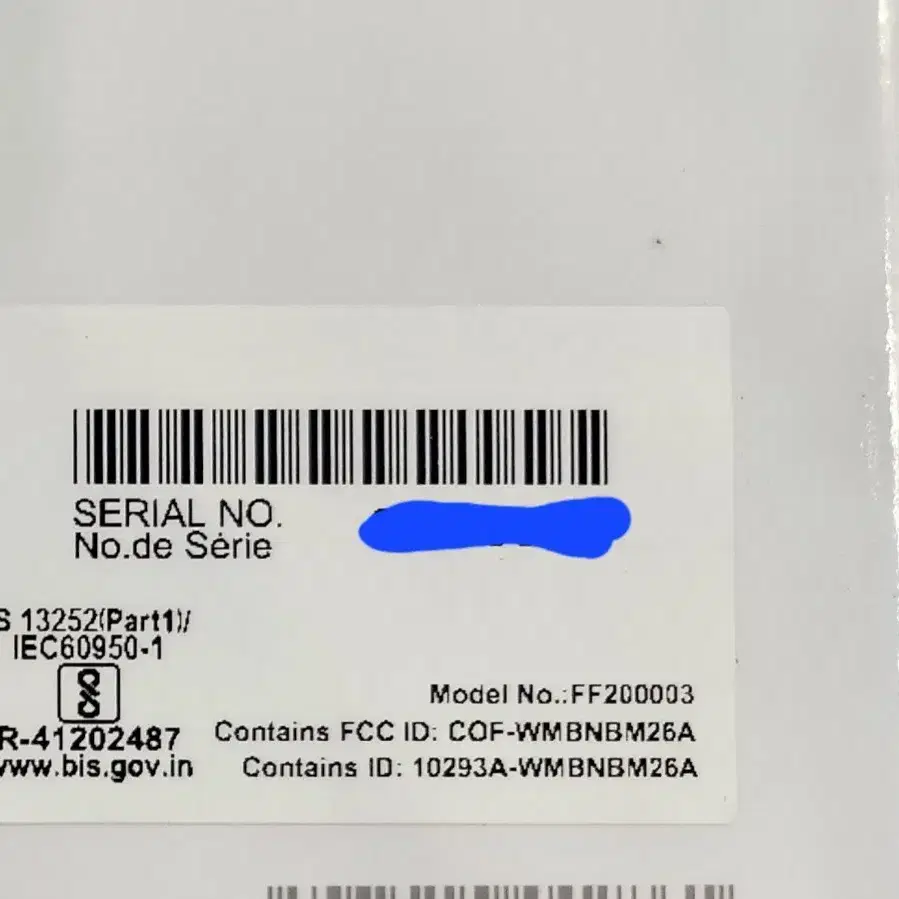 SERIAL NO.
No.de Série
S 13252(Part1)/
IEC60950-1
R-41202487
www.bis.gov.in
Model No.:FF200003
Contains FCC ID: COF-WMBNBM26A
Contains ID: 10293A-WMBNBM26A